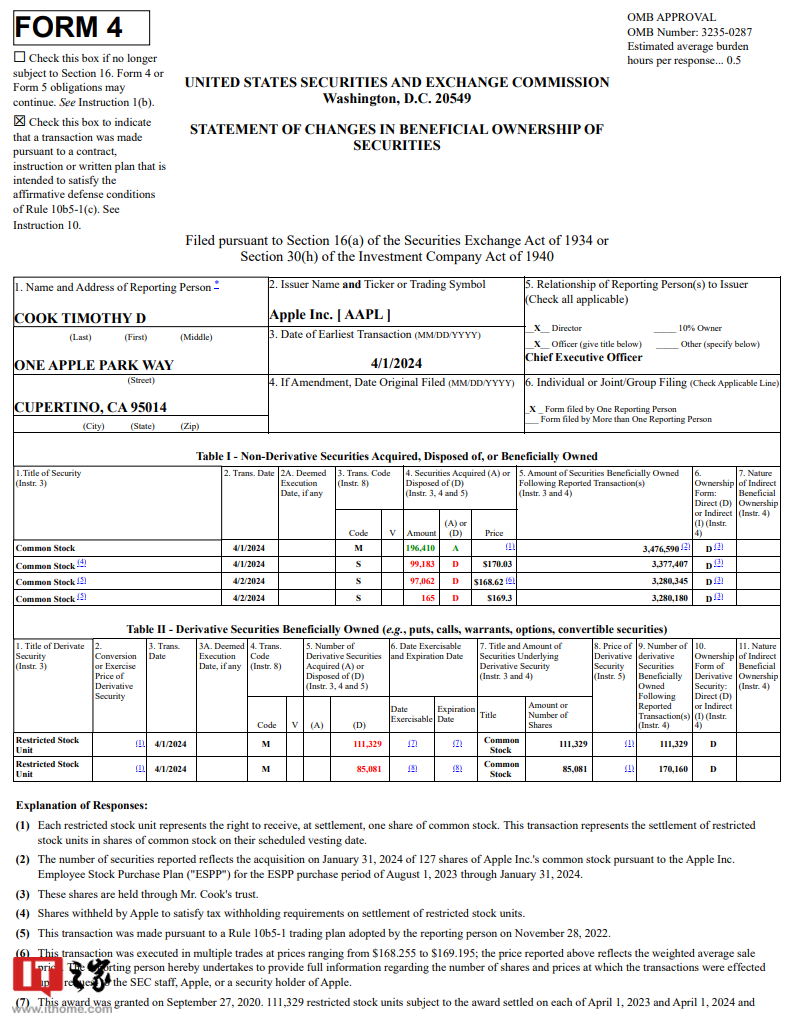 FORM 4
☐ Check this box if no longer
subject to Section 16. Form 4 or
Form 5 obligations may
continue. See Instruction 1(b).
☒ Check this box to indicate
that a transaction was made
pursuant to a contract,
instruction or written plan that is
intended to satisfy the
affirmative defense conditions
of Rule 10b5-1(c). See
Instruction 10.
UNITED STATES SECURITIES AND EXCHANGE COMMISSION
Washington, D.C. 20549
STATEMENT OF CHANGES IN BENEFICIAL OWNERSHIP OF
SECURITIES
OMB APPROVAL
OMB Number: 3235-0287
Estimated average burden
hours per response... 0.5
Filed pursuant to Section 16(a) of the Securities Exchange Act of 1934 or
Section 30(h) of the Investment Company Act of 1940
1. Name and Address of Reporting Person *
COOK TIMOTHY D
(Last) (First) (Middle)
ONE APPLE PARK WAY
(Street)
CUPERTINO, CA 95014
(City) (State) (Zip)
2. Issuer Name and Ticker or Trading Symbol
Apple Inc. [ AAPL ]
3. Date of Earliest Transaction (MM/DD/YYYY)
4/1/2024
4. If Amendment, Date Original Filed (MM/DD/YYYY)
5. Relationship of Reporting Person(s) to Issuer
(Check all applicable)
__X__ Director _____ 10% Owner
__X__ Officer (give title below) _____ Other (specify below)
Chief Executive Officer
6. Individual or Joint/Group Filing (Check Applicable Line)
_X _ Form filed by One Reporting Person
___ Form filed by More than One Reporting Person
Table I - Non-Derivative Securities Acquired, Disposed of, or Beneficially Owned
1.Title of Security
(Instr. 3)
2. Trans. Date
2A. Deemed
Execution
Date, if any
3. Trans. Code
(Instr. 8)
4. Securities Acquired (A) or
Disposed of (D)
(Instr. 3, 4 and 5)
5. Amount of Securities Beneficially Owned
Following Reported Transaction(s)
(Instr. 3 and 4)
6.
Ownership
Form:
Direct (D)
or Indirect
(I) (Instr.
4)
7. Nature
of Indirect
Beneficial
Ownership
(Instr. 4)
Code V Amount (A) or (D) Price
Common Stock 4/1/2024 M 196,410 A (1) 3,476,590 (2) D (3)
Common Stock (4) 4/1/2024 S 99,183 D $170.03 3,377,407 D (3)
Common Stock (5) 4/2/2024 S 97,062 D $168.62 (6) 3,280,345 D (3)
Common Stock (5) 4/2/2024 S 165 D $169.3 3,280,180 D (3)
Table II - Derivative Securities Beneficially Owned (e.g., puts, calls, warrants, options, convertible securities)
1. Title of Derivate
Security
(Instr. 3)
2.
Conversion
or Exercise
Price of
Derivative
Security
3. Trans.
Date
3A. Deemed
Execution
Date, if any
4. Trans.
Code
(Instr. 8)
5. Number of
Derivative Securities
Acquired (A) or
Disposed of (D)
(Instr. 3, 4 and 5)
6. Date Exercisable
and Expiration Date
7. Title and Amount of
Securities Underlying
Derivative Security
(Instr. 3 and 4)
8. Price of
Derivative
Security
(Instr. 5)
9. Number of
derivative
Securities
Beneficially
Owned
Following
Reported
Transaction(s)
(Instr. 4)
10.
Ownership
Form of
Derivative
Security:
Direct (D)
or Indirect
(I) (Instr.
4)
11. Nature
of Indirect
Beneficial
Ownership
(Instr. 4)
Code V (A) (D) Date Exercisable Expiration Date Title Amount or Number of Shares
Restricted Stock Unit (1) 4/1/2024 M 111,329 (7) (7) Common Stock 111,329 (1) 111,329 D
Restricted Stock Unit (1) 4/1/2024 M 85,081 (8) (8) Common Stock 85,081 (1) 170,160 D
Explanation of Responses:
(1) Each restricted stock unit represents the right to receive, at settlement, one share of common stock. This transaction represents the settlement of restricted
stock units in shares of common stock on their scheduled vesting date.
(2) The number of securities reported reflects the acquisition on January 31, 2024 of 127 shares of Apple Inc.'s common stock pursuant to the Apple Inc.
Employee Stock Purchase Plan ("ESPP") for the ESPP purchase period of August 1, 2023 through January 31, 2024.
(3) These shares are held through Mr. Cook's trust.
(4) Shares withheld by Apple to satisfy tax withholding requirements on settlement of restricted stock units.
(5) This transaction was made pursuant to a Rule 10b5-1 trading plan adopted by the reporting person on November 28, 2022.
(6) This transaction was executed in multiple trades at prices ranging from $168.255 to $169.195; the price reported above reflects the weighted average sale
The reporting person hereby undertakes to provide full information regarding the number of shares and prices at which the transactions were effected
to the SEC staff, Apple, or a security holder of Apple.
(7) This award was granted on September 27, 2020. 111,329 restricted stock units subject to the award settled on each of April 1, 2023 and April 1, 2024 and
IT之家
www.ithome.com